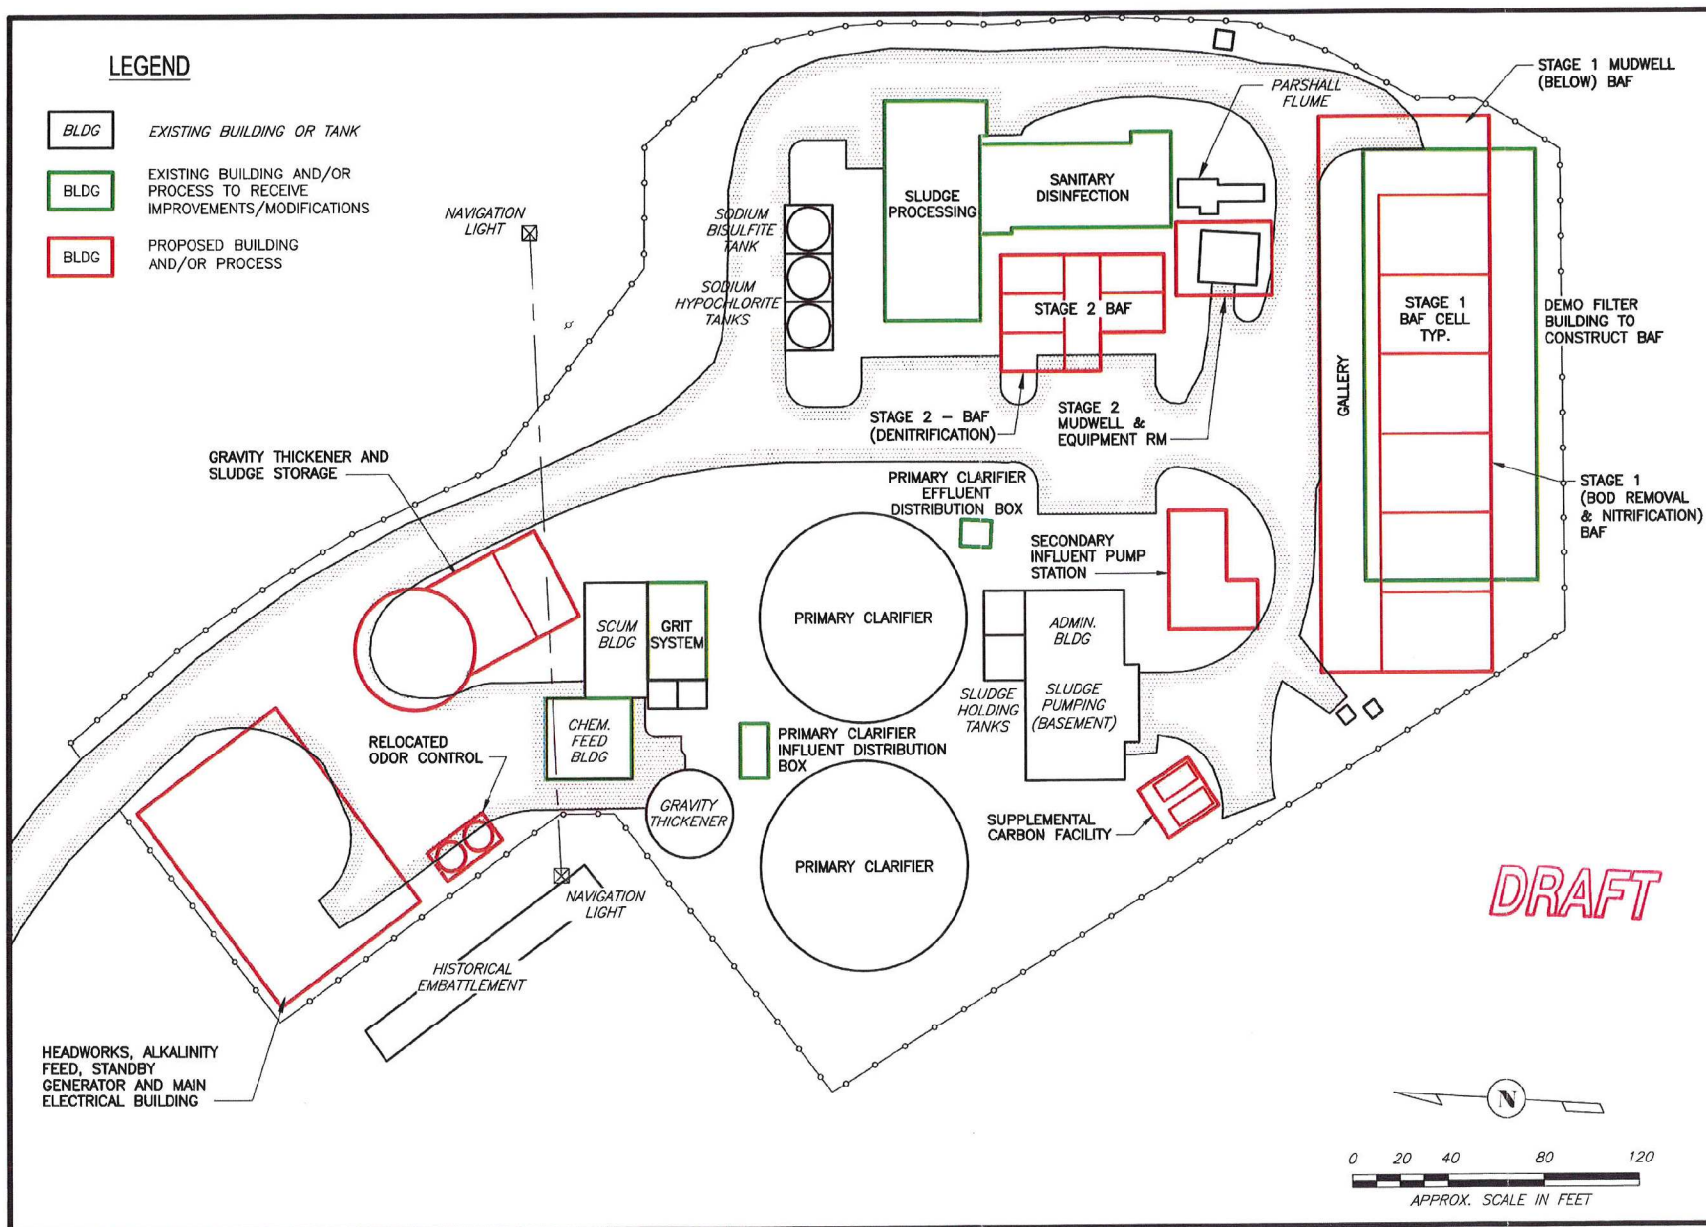 LEGEND
BLDG
EXISTING BUILDING OR TANK
BLDG
EXISTING BUILDING AND/OR
PROCESS TO RECEIVE
IMPROVEMENTS/MODIFICATIONS
BLDG
PROPOSED BUILDING
AND/OR PROCESS
NAVIGATION
LIGHT
SODIUM
BISULFITE
TANK
SODIUM
HYPOCHLORITE
TANKS
SLUDGE
PROCESSING
SANITARY
DISINFECTION
PARSHALL
FLUME
STAGE 1 MUDWELL
(BELOW) BAF
STAGE 2 BAF
STAGE 1
BAF CELL
TYP.
DEMO FILTER
BUILDING TO
CONSTRUCT BAF
GALLERY
STAGE 2 - BAF
(DENITRIFICATION)
STAGE 2
MUDWELL &
EQUIPMENT RM
GRAVITY THICKENER AND
SLUDGE STORAGE
PRIMARY CLARIFIER
EFFLUENT
DISTRIBUTION BOX
STAGE 1
(BOD REMOVAL
& NITRIFICATION)
BAF
SECONDARY
INFLUENT PUMP
STATION
SCUM
BLDG
GRIT
SYSTEM
PRIMARY CLARIFIER
ADMIN.
BLDG
SLUDGE
HOLDING
TANKS
SLUDGE
PUMPING
(BASEMENT)
CHEM.
FEED
BLDG
RELOCATED
ODOR CONTROL
PRIMARY CLARIFIER
INFLUENT DISTRIBUTION
BOX
GRAVITY
THICKENER
SUPPLEMENTAL
CARBON FACILITY
PRIMARY CLARIFIER
NAVIGATION
LIGHT
DRAFT
HISTORICAL
EMBATTLEMENT
HEADWORKS, ALKALINITY
FEED, STANDBY
GENERATOR AND MAIN
ELECTRICAL BUILDING
N
0 20 40 80 120
APPROX. SCALE IN FEET